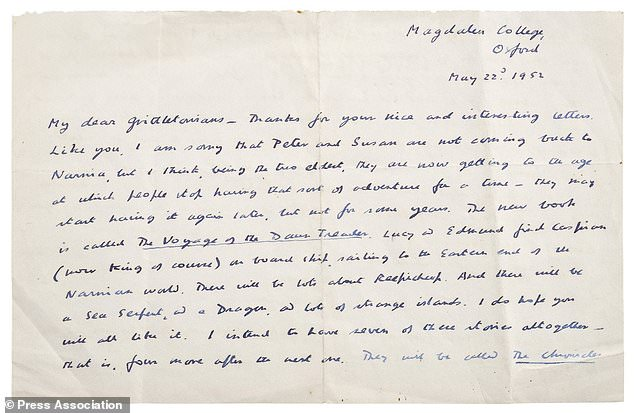 Magdalen College,
Oxford
May 22d 1952
My dear Grittletonians – Thanks for your nice and interesting letters.
Like you, I am sorry that Peter and Susan are not coming back to
Narnia, but I think, being the two eldest, they are now getting to the age
at which people stop having that sort of adventure for a time – they may
start having it again later, but not for some years. The new book
is called The Voyage of the Dawn Treader. Lucy & Edmund find Caspian
(now King of course) on board ship, sailing to the Eastern end of the
Narnian world. There will be lots about Reepicheep. And there will be
a Sea Serpent, & a Dragon, & lots of strange islands. I do hope you
will all like it. I intend to have seven of these stories altogether –
that is, four more after the next one. They will be called The Chronicles
© Press Association